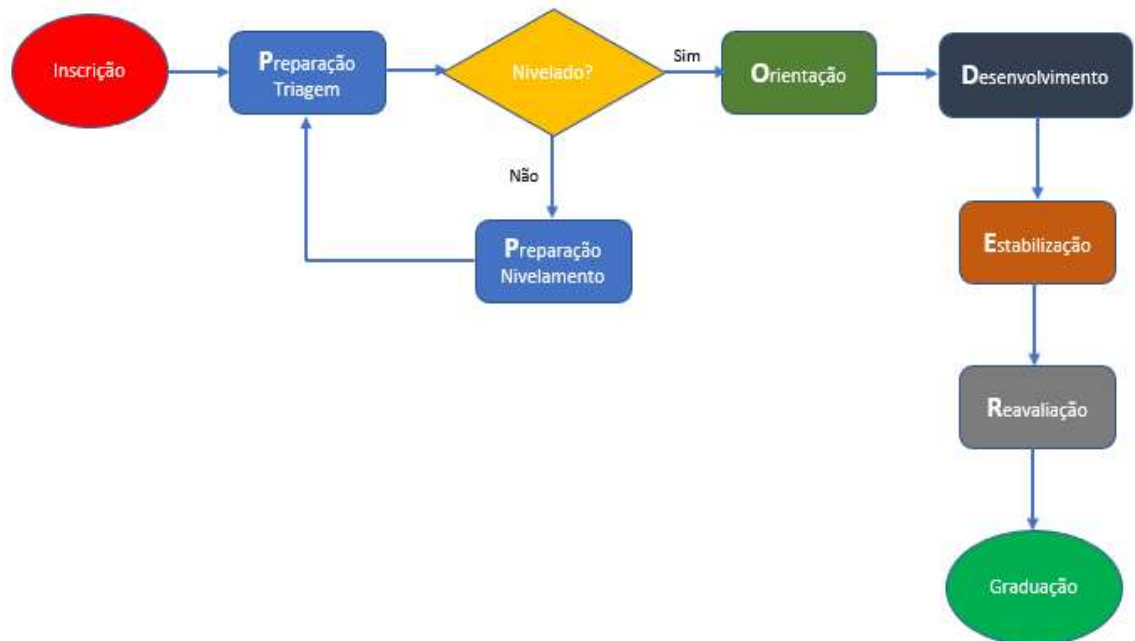 Inscrição
Preparação
Triagem
Nivelado?
Sim
Orientação
Desenvolvimento
Não
Preparação
Nivelamento
Estabilização
Reavaliação
Graduação